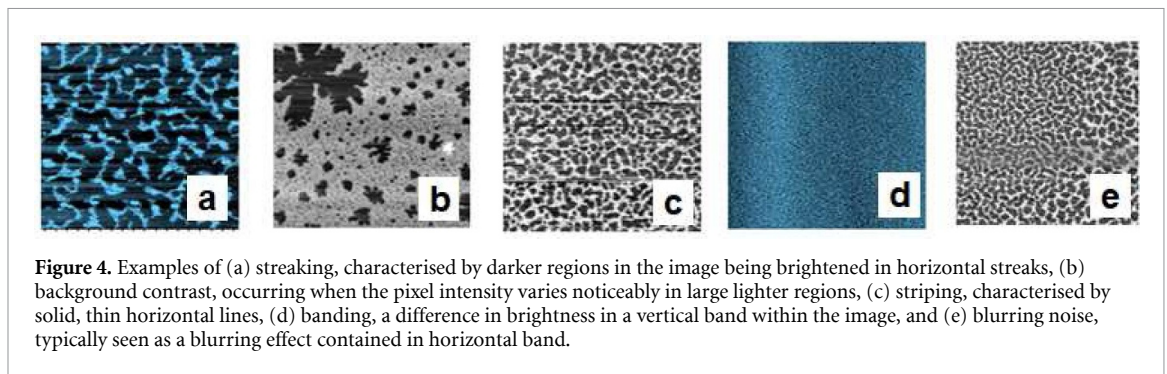 a
b
c
d
e
Figure 4. Examples of (a) streaking, characterised by darker regions in the image being brightened in horizontal streaks, (b)
background contrast, occurring when the pixel intensity varies noticeably in large lighter regions, (c) striping, characterised by
solid, thin horizontal lines, (d) banding, a difference in brightness in a vertical band within the image, and (e) blurring noise,
typically seen as a blurring effect contained in horizontal band.